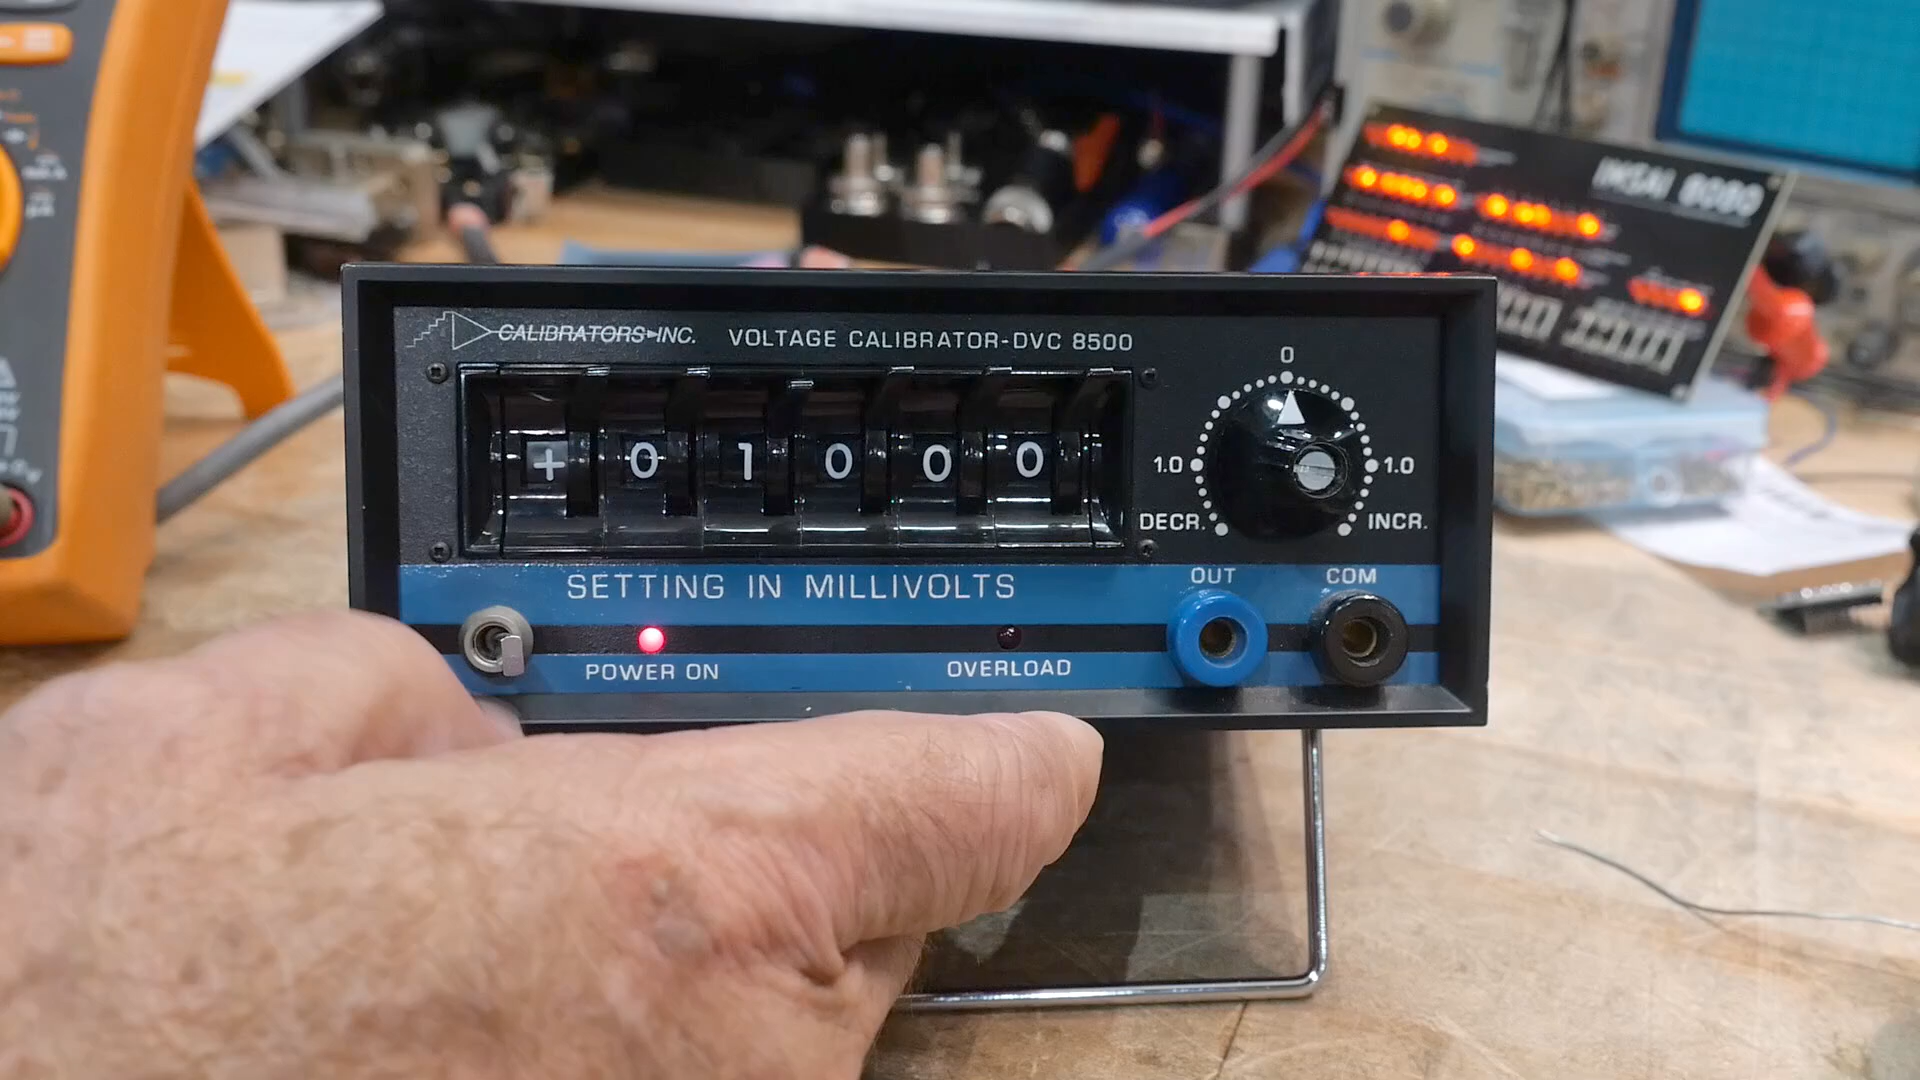 CALIBRATORS INC. VOLTAGE CALIBRATOR-DVC 8500
+ 0 1 0 0 0
0
1.0 1.0
DECR. INCR.
SETTING IN MILLIVOLTS
OUT COM
POWER ON OVERLOAD
IMSAI 8080